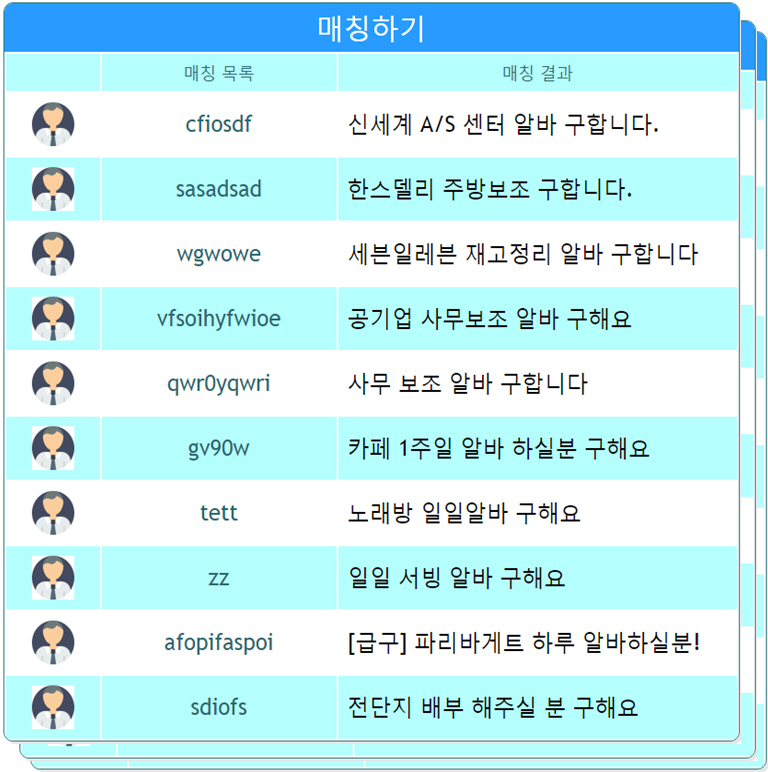 매칭하기
매칭 목록 매칭 결과
cfiosdf 신세계 A/S 센터 알바 구합니다.
sasadsad 한스델리 주방보조 구합니다.
wgwowe 세븐일레븐 재고정리 알바 구합니다
vfsoihyfwioe 공기업 사무보조 알바 구해요
qwr0yqwri 사무 보조 알바 구합니다
gv90w 카페 1주일 알바 하실분 구해요
tett 노래방 일일알바 구해요
zz 일일 서빙 알바 구해요
afopifaspoi [급구] 파리바게트 하루 알바하실분!
sdiofs 전단지 배부 해주실 분 구해요